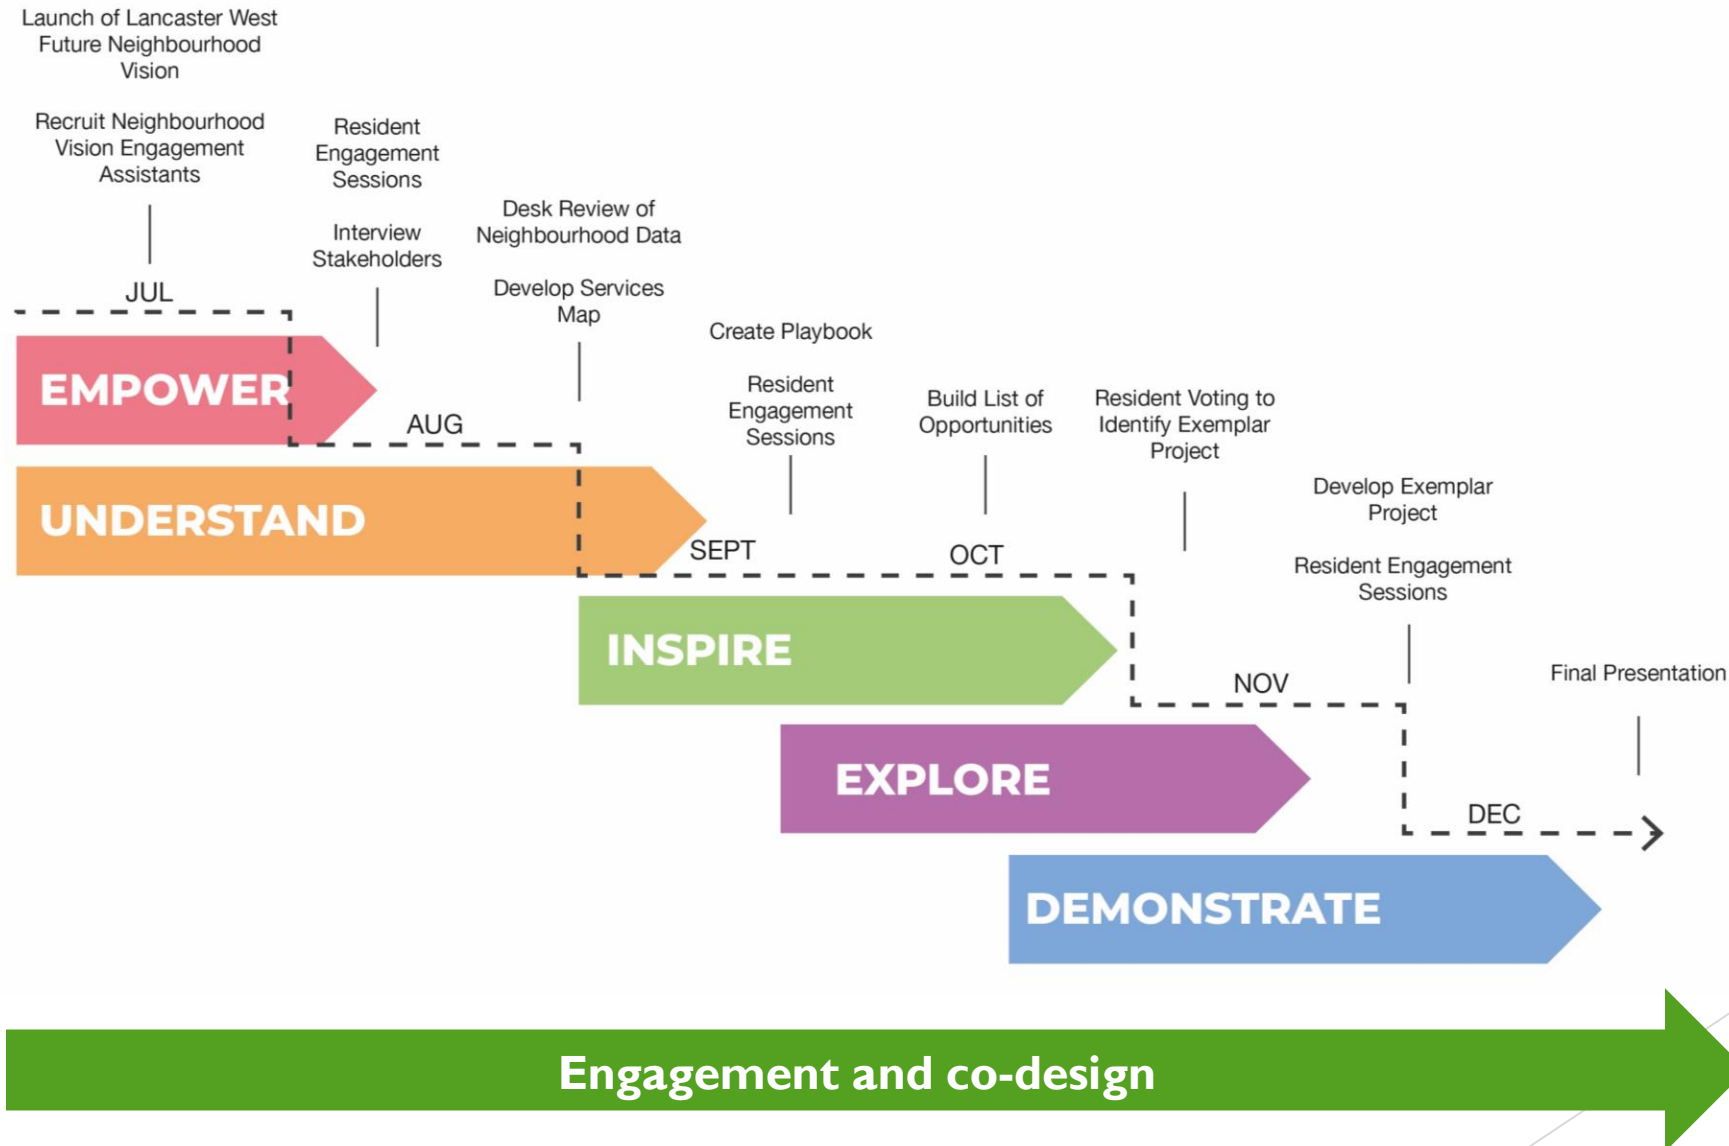 Launch of Lancaster West
Future Neighbourhood
Vision
Recruit Neighbourhood
Vision Engagement
Assistants
JUL
EMPOWER
Resident
Engagement
Sessions
Interview
Stakeholders
AUG
UNDERSTAND
Desk Review of
Neighbourhood Data
Develop Services
Map
SEPT
Create Playbook
Resident
Engagement
Sessions
INSPIRE
Build List of
Opportunities
OCT
EXPLORE
Resident Voting to
Identify Exemplar
Project
NOV
DEMONSTRATE
Develop Exemplar
Project
Resident Engagement
Sessions
DEC
Final Presentation
Engagement and co-design